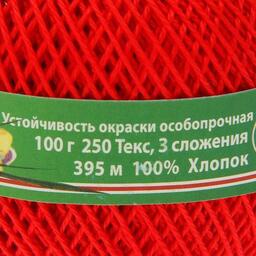 Устойчивость окраски особопрочная
100 г 250 Текс, 3 сложения
395 м 100% Хлопок